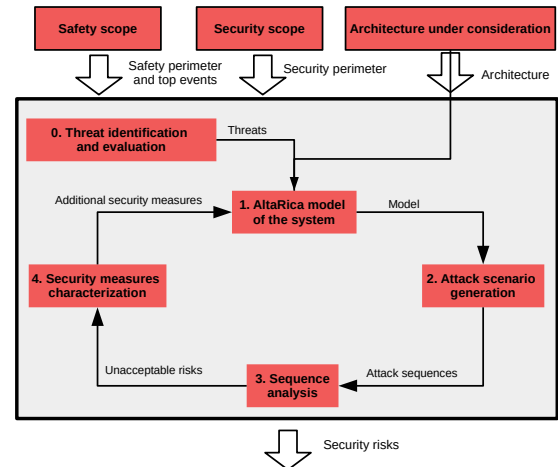 Safety scope
Security scope
Architecture under consideration
Safety perimeter
and top events
Security perimeter
Architecture
0. Threat identification
and evaluation
Threats
Additional security measures
1. AltaRica model
of the system
Model
4. Security measures
characterization
2. Attack scenario
generation
Unacceptable risks
3. Sequence
analysis
Attack sequences
Security risks